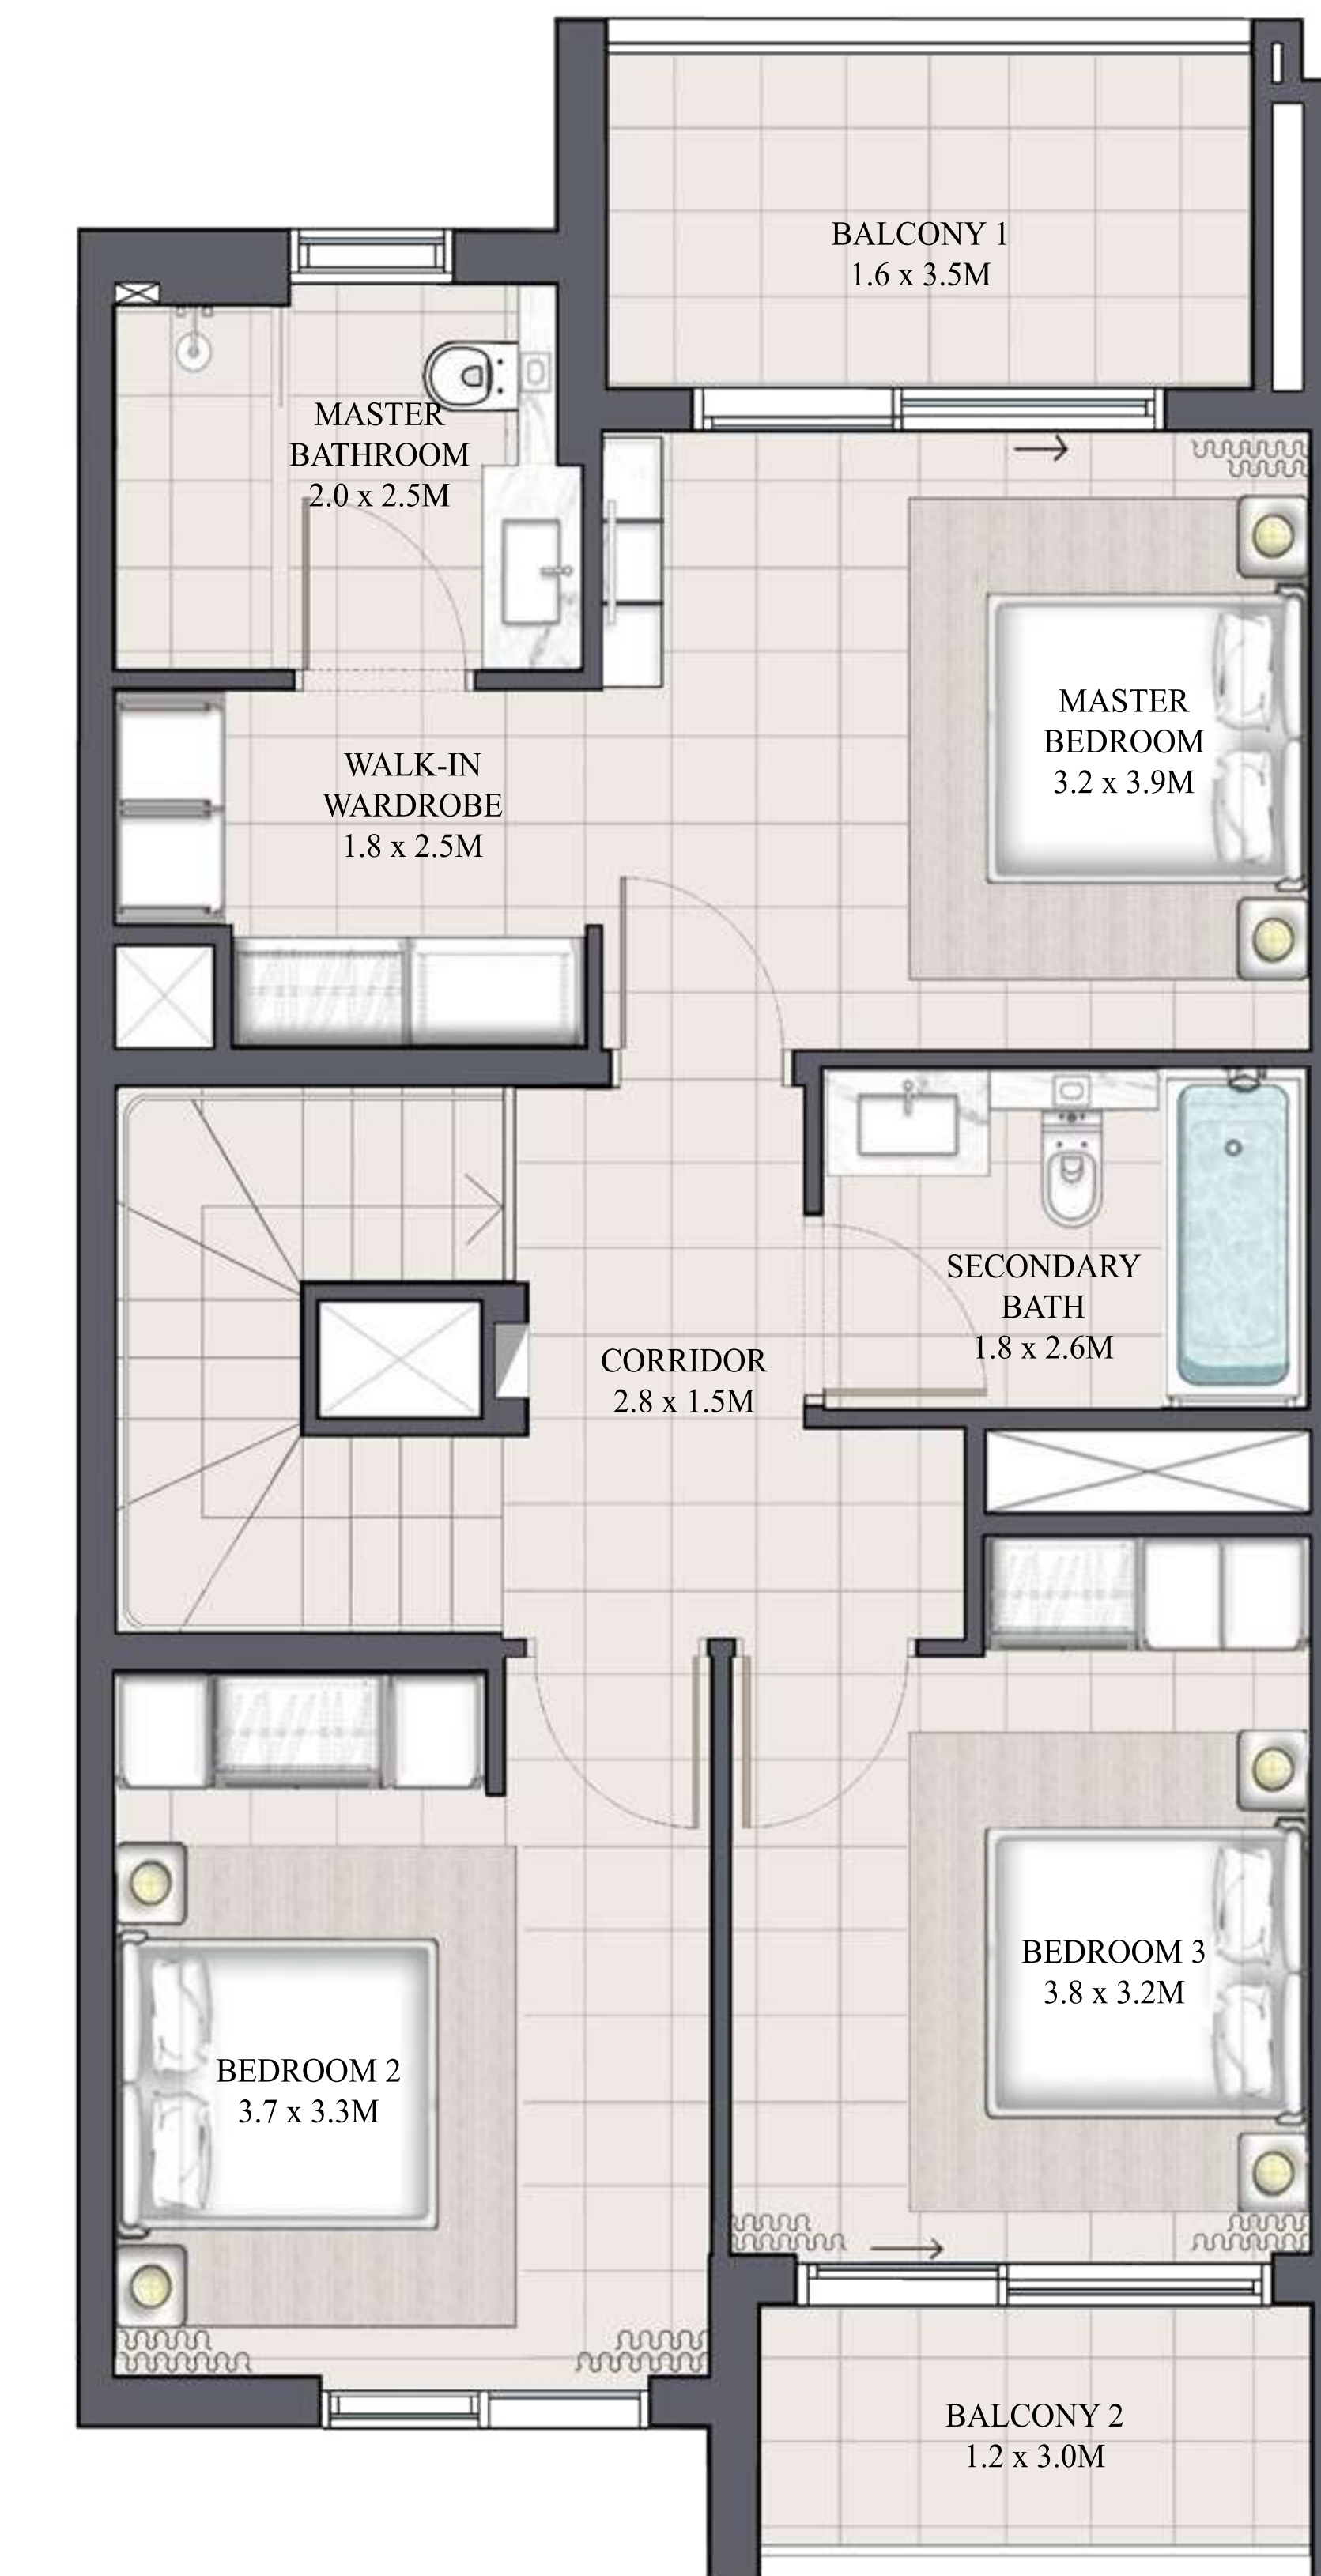 BALCONY 1
1.6 x 3.5M
MASTER
BATHROOM
2.0 x 2.5M
MASTER
BEDROOM
3.2 x 3.9M
WALK-IN
WARDROBE
1.8 x 2.5M
SECONDARY
BATH
1.8 x 2.6M
CORRIDOR
2.8 x 1.5M
BEDROOM 3
3.8 x 3.2M
BEDROOM 2
3.7 x 3.3M
BALCONY 2
1.2 x 3.0M